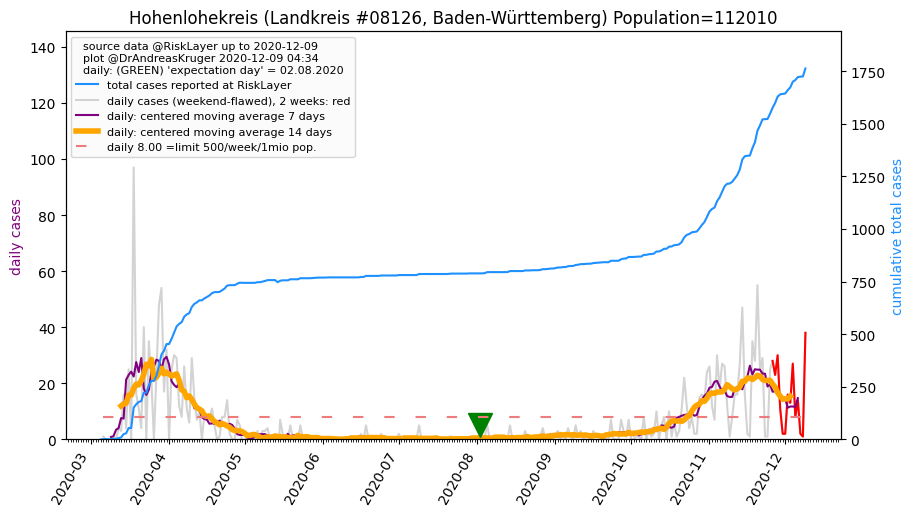 Hohenlohekreis (Landkreis #08126, Baden-Württemberg) Population=112010
source data @RiskLayer up to 2020-12-09
plot @DrAndreasKruger 2020-12-09 04:34
daily: (GREEN) 'expectation day' = 02.08.2020
total cases reported at RiskLayer
daily cases (weekend-flawed), 2 weeks: red
daily: centered moving average 7 days
daily: centered moving average 14 days
daily 8.00 =limit 500/week/1mio pop.
daily cases
140
120
100
80
60
40
20
0
cumulative total cases
1750
1500
1250
1000
750
500
250
0
2020-03
2020-04
2020-05
2020-06
2020-07
2020-08
2020-09
2020-10
2020-11
2020-12